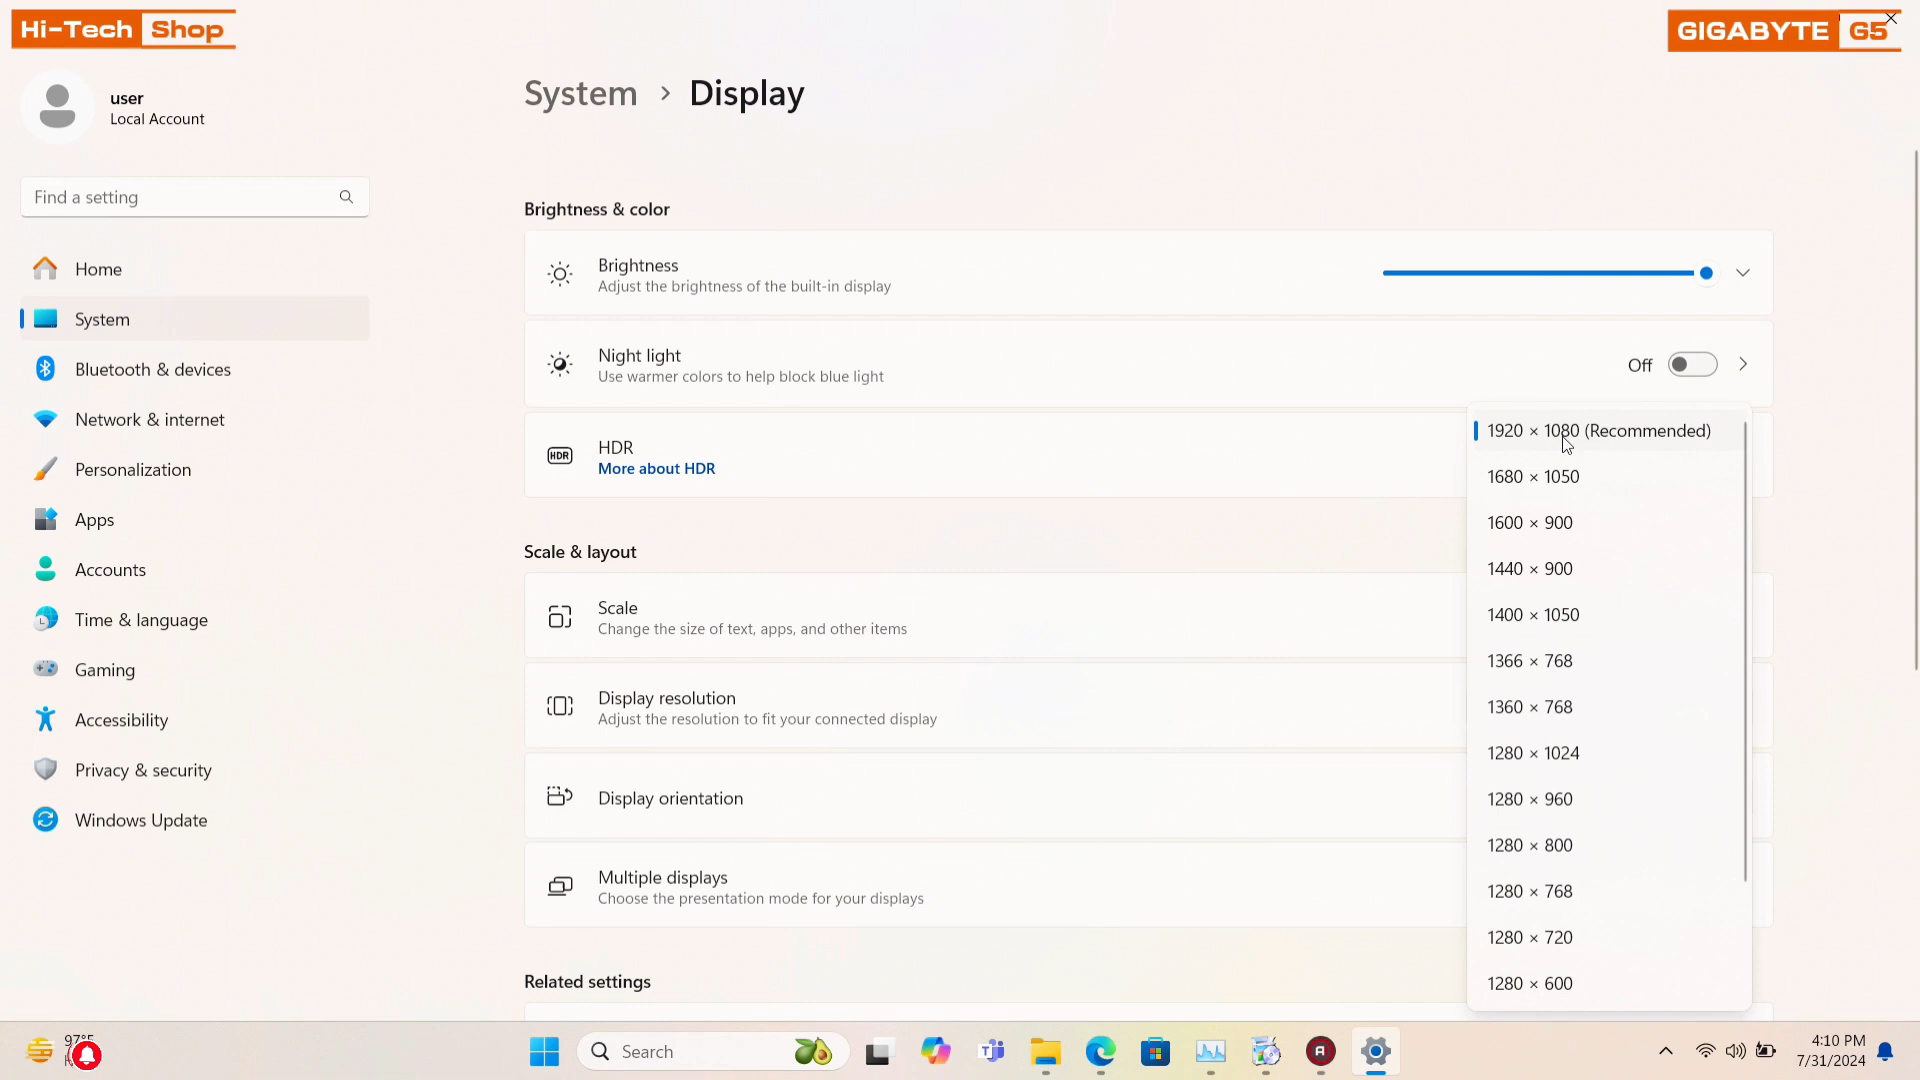 Hi-Tech Shop
GIGABYTE G5
user
Local Account
Find a setting
Home
System
Bluetooth & devices
Network & internet
Personalization
Apps
Accounts
Time & language
Gaming
Accessibility
Privacy & security
Windows Update
System > Display
Brightness & color
Brightness
Adjust the brightness of the built-in display
Night light
Use warmer colors to help block blue light
Off
HDR
HDR
More about HDR
Scale & layout
Scale
Change the size of text, apps, and other items
Display resolution
Adjust the resolution to fit your connected display
Display orientation
Multiple displays
Choose the presentation mode for your displays
Related settings
1920 × 1080 (Recommended)
1680 × 1050
1600 × 900
1440 × 900
1400 × 1050
1366 × 768
1360 × 768
1280 × 1024
1280 × 960
1280 × 800
1280 × 768
1280 × 720
1280 × 600
97°F
Search
4:10 PM
7/31/2024